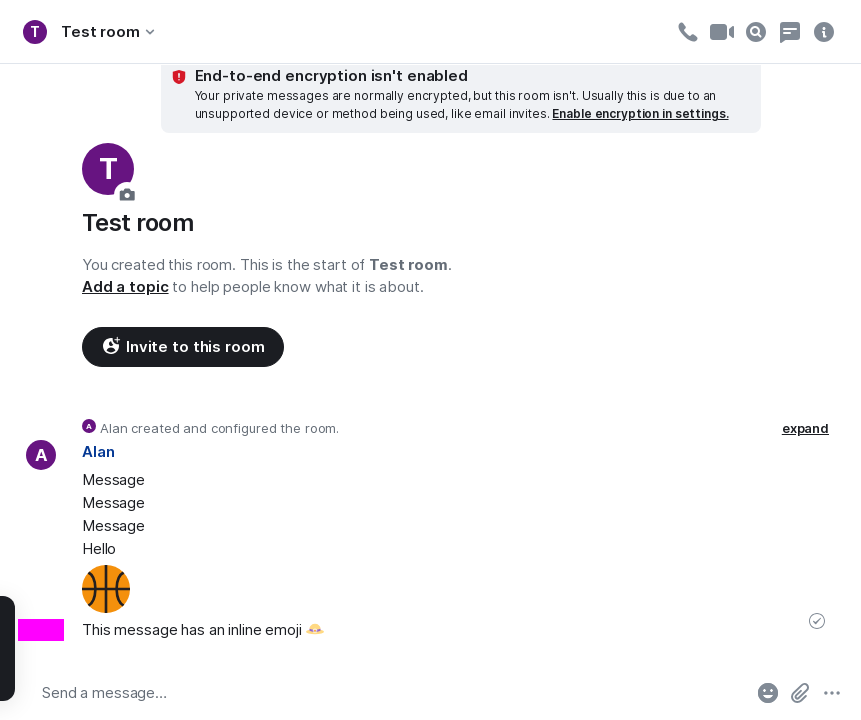 T Test room
End-to-end encryption isn't enabled
Your private messages are normally encrypted, but this room isn't. Usually this is due to an
unsupported device or method being used, like email invites. Enable encryption in settings.
T
Test room
You created this room. This is the start of Test room.
Add a topic to help people know what it is about.
Invite to this room
A Alan created and configured the room. expand
A Alan
Message
Message
Message
Hello
This message has an inline emoji
Send a message…